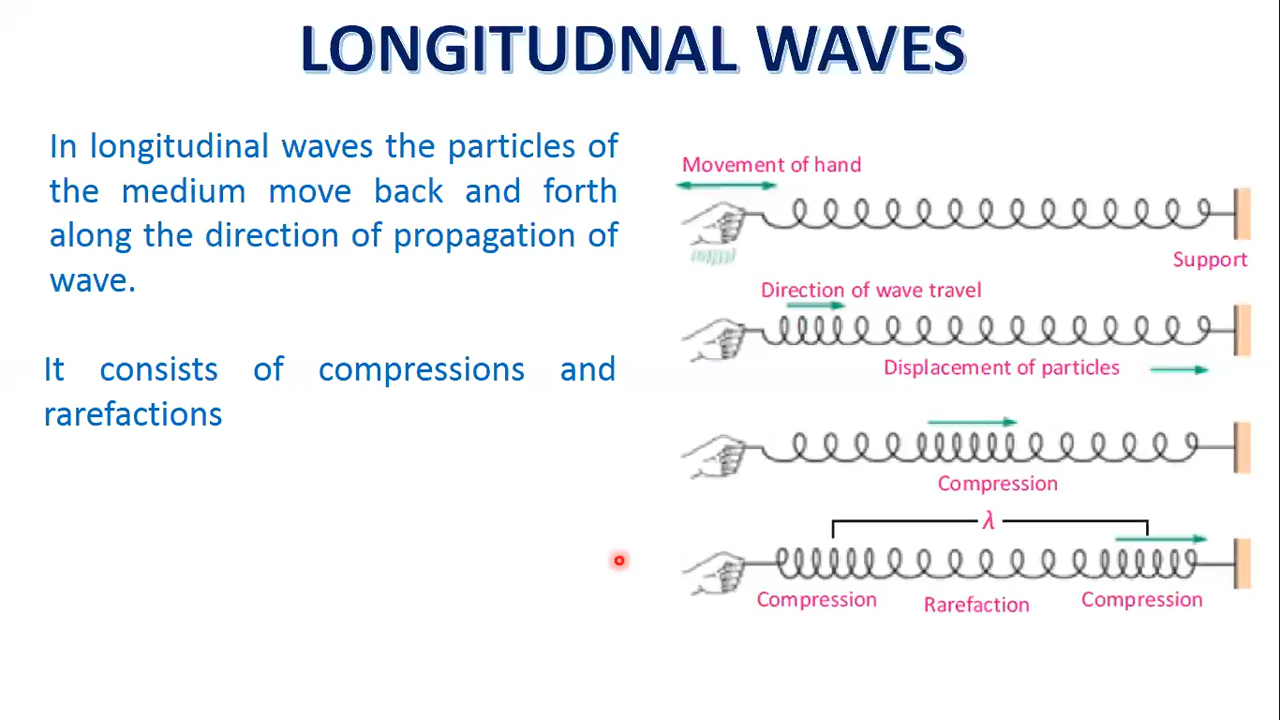 LONGITUDNAL WAVES
In longitudinal waves the particles of
the medium move back and forth
along the direction of propagation of
wave.
It consists of compressions and
rarefactions
Movement of hand
Support
Direction of wave travel
Displacement of particles
Compression
λ
Compression Rarefaction Compression